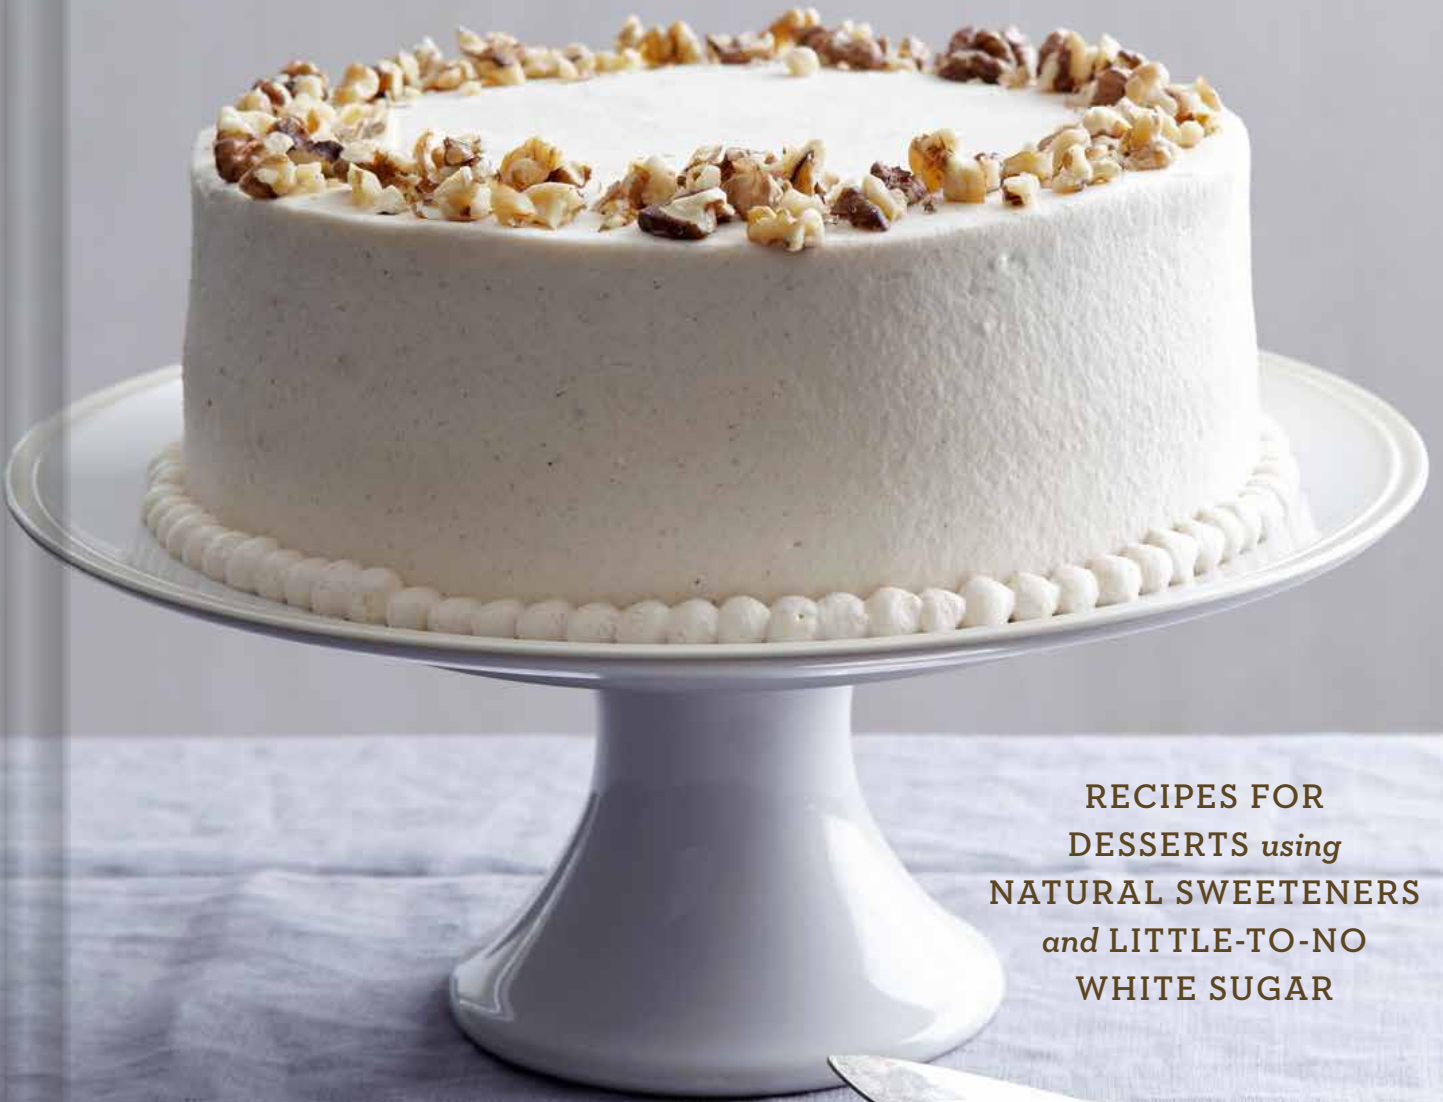 RECIPES FOR
DESSERTS using
NATURAL SWEETENERS
and LITTLE-TO-NO
WHITE SUGAR